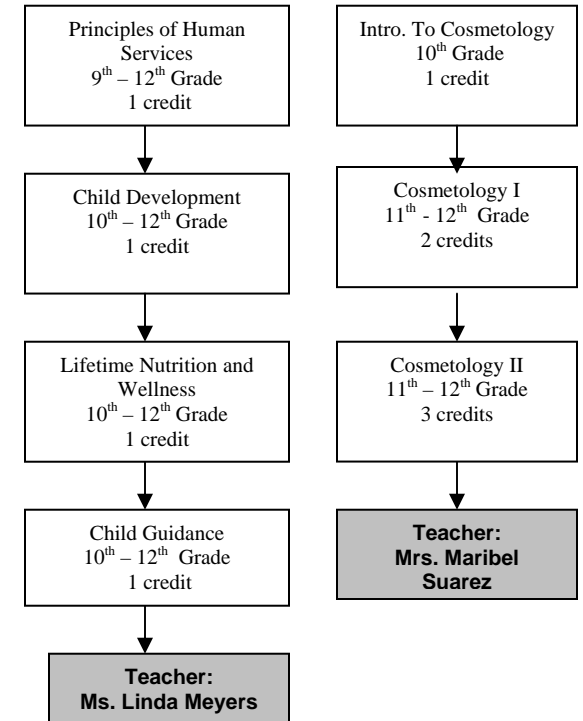 Principles of Human
Services
9th – 12th Grade
1 credit
Child Development
10th – 12th Grade
1 credit
Lifetime Nutrition and
Wellness
10th – 12th Grade
1 credit
Child Guidance
10th – 12th Grade
1 credit
Teacher:
Ms. Linda Meyers
Intro. To Cosmetology
10th Grade
1 credit
Cosmetology I
11th - 12th Grade
2 credits
Cosmetology II
11th – 12th Grade
3 credits
Teacher:
Mrs. Maribel
Suarez